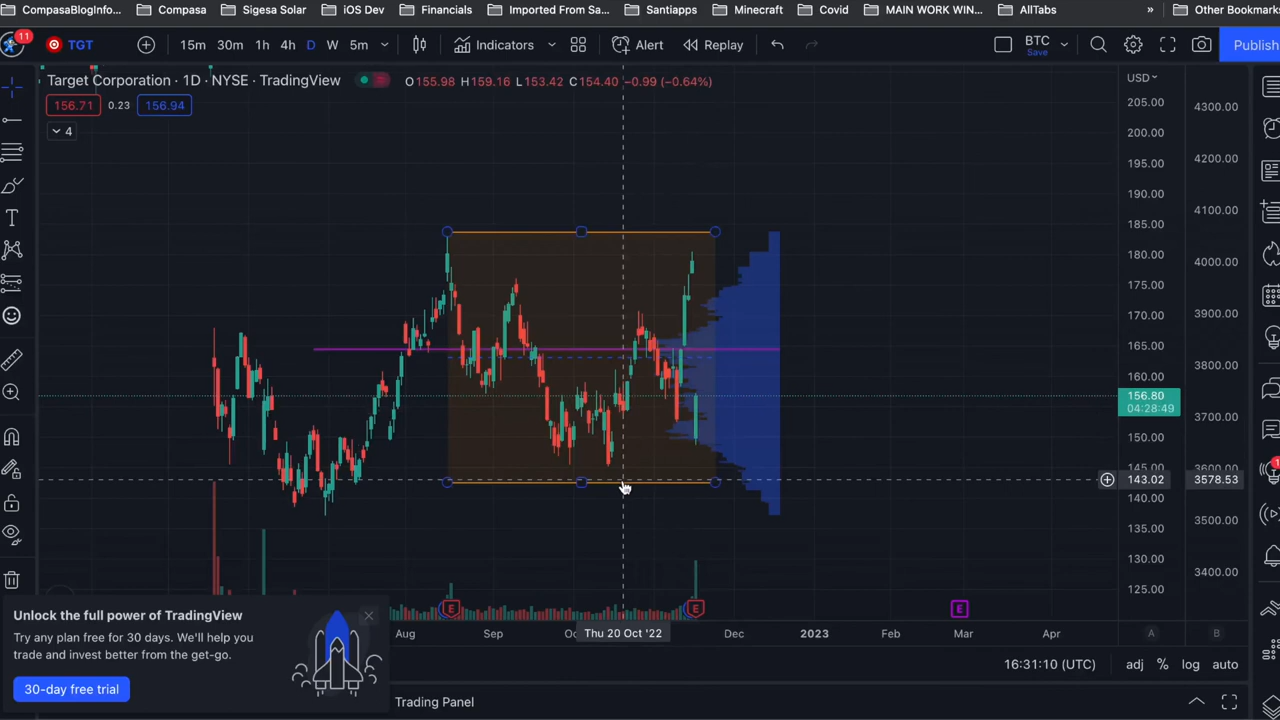 CompasaBlogInfo...
Compasa
Sigesa Solar
iOS Dev
Financials
Imported From Sa...
Santiapps
Minecraft
Covid
MAIN WORK WIN...
AllTabs
»
Other Bookmarks
11
TGT
15m 30m 1h 4h D W 5m
Indicators
Alert
Replay
BTC
Save
Publish
Target Corporation · 1D · NYSE · TradingView
O155.98 H159.16 L153.42 C154.40 −0.99 (−0.64%)
156.71 0.23 156.94
4
USD
205.00
200.00
195.00
190.00
185.00
180.00
175.00
170.00
165.00
160.00
156.80
04:28:49
150.00
145.00
143.02
140.00
135.00
130.00
125.00
4300.00
4200.00
4100.00
4000.00
3900.00
3800.00
3700.00
3578.53
3500.00
3400.00
E
E
E
Aug Sep Thu 20 Oct '22 Dec 2023 Feb Mar Apr
A
B
Unlock the full power of TradingView
Try any plan free for 30 days. We'll help you
trade and invest better from the get-go.
30-day free trial
16:31:10 (UTC)
adj % log auto
Trading Panel